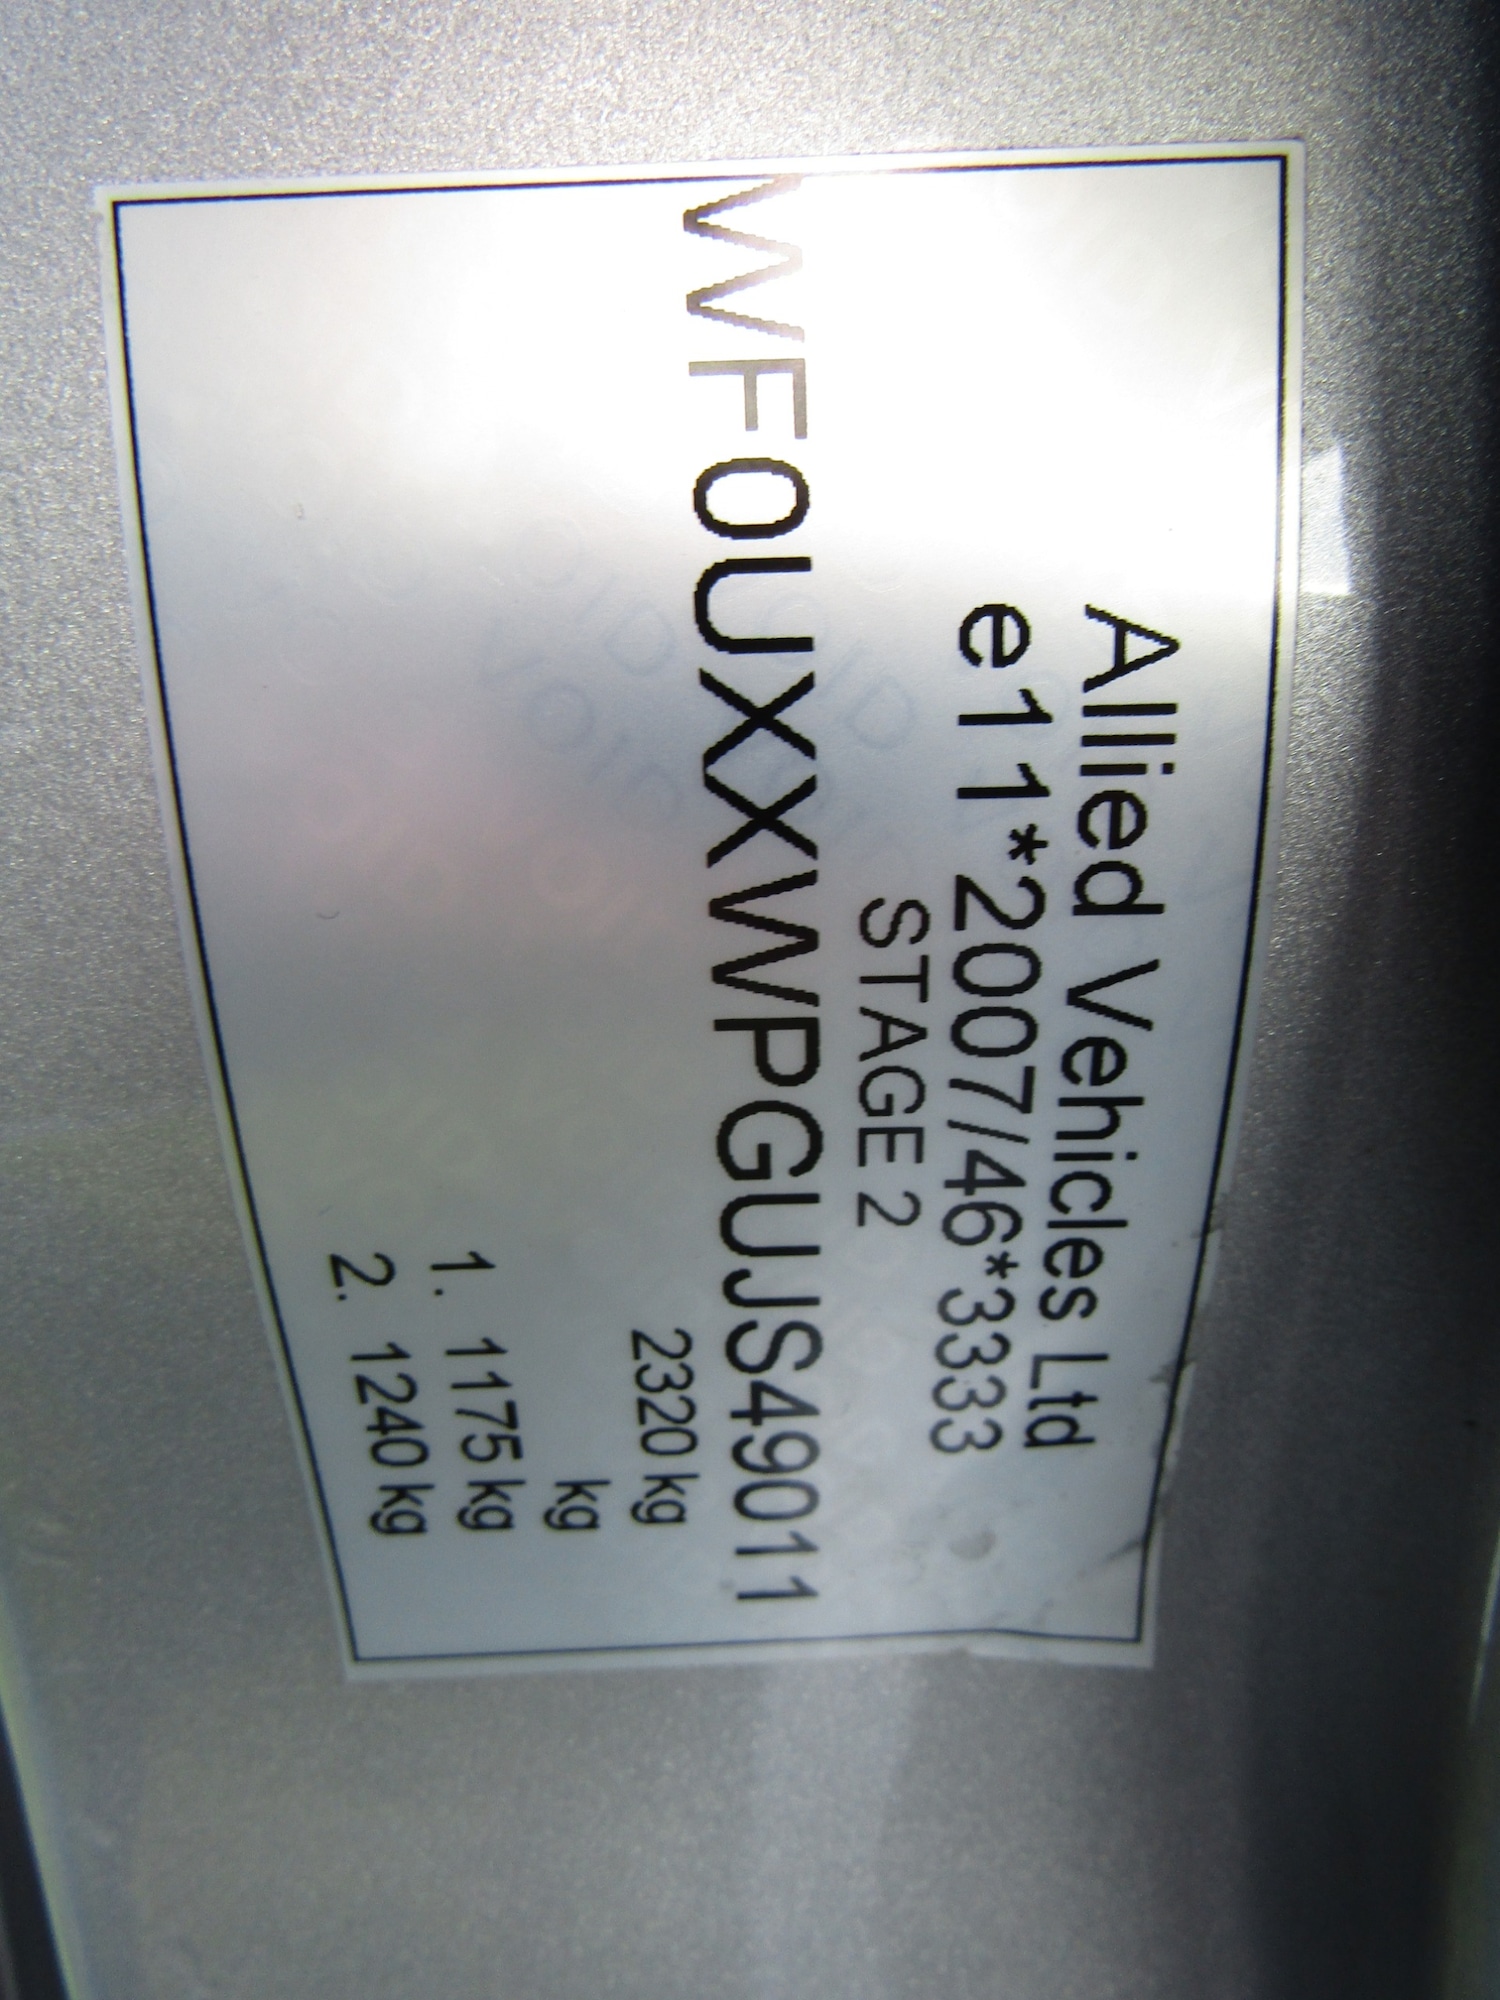 Allied Vehicles Ltd
e11*2007/46*3333
STAGE 2
WF0UXXWPGUJS49011
2320 kg
kg
1. 1175 kg
2. 1240 kg